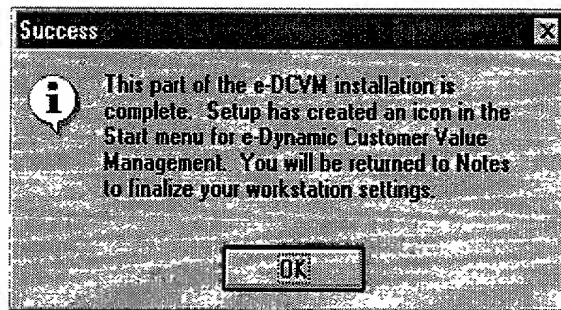 Success
This part of the e-DCVM installation is
complete. Setup has created an icon in the
Start menu for e-Dynamic Customer Value
Management. You will be returned to Notes
to finalize your workstation settings.
OK